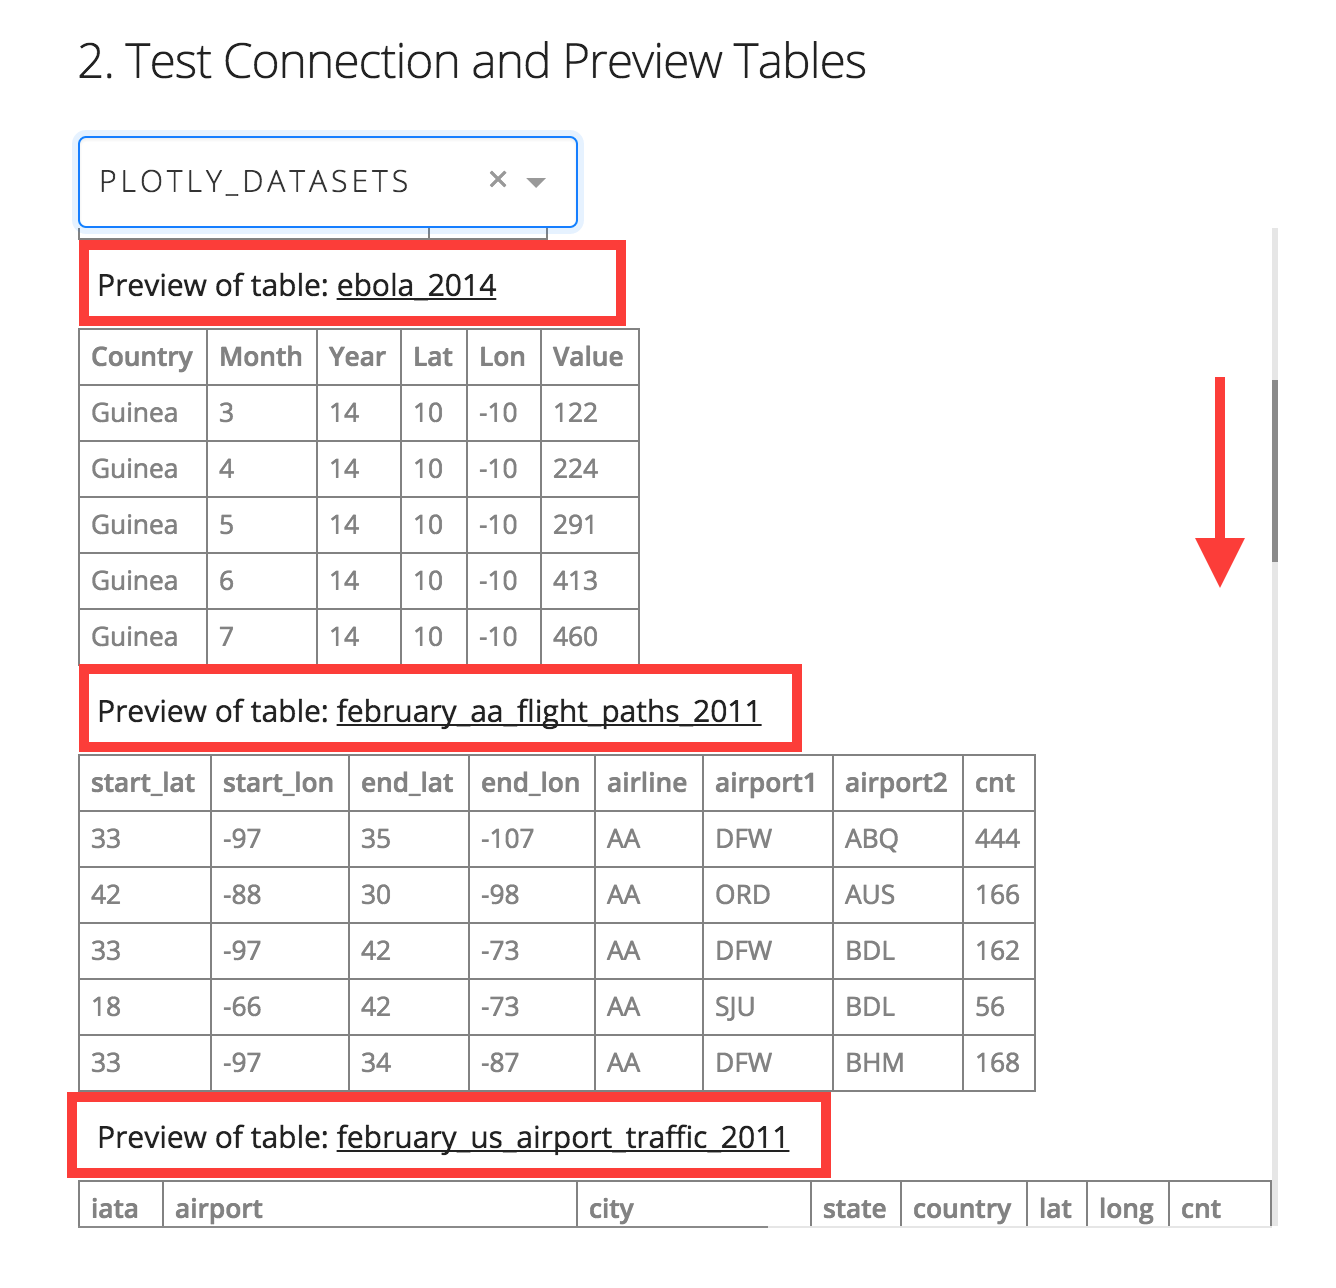 2. Test Connection and Preview Tables
PLOTLY_DATASETS
Preview of table: ebola_2014
Country Month Year Lat Lon Value
Guinea 3 14 10 -10 122
Guinea 4 14 10 -10 224
Guinea 5 14 10 -10 291
Guinea 6 14 10 -10 413
Guinea 7 14 10 -10 460
Preview of table: february_aa_flight_paths_2011
start_lat start_lon end_lat end_lon airline airport1 airport2 cnt
33 -97 35 -107 AA DFW ABQ 444
42 -88 30 -98 AA ORD AUS 166
33 -97 42 -73 AA DFW BDL 162
18 -66 42 -73 AA SJU BDL 56
33 -97 34 -87 AA DFW BHM 168
Preview of table: february_us_airport_traffic_2011
iata airport city state country lat long cnt